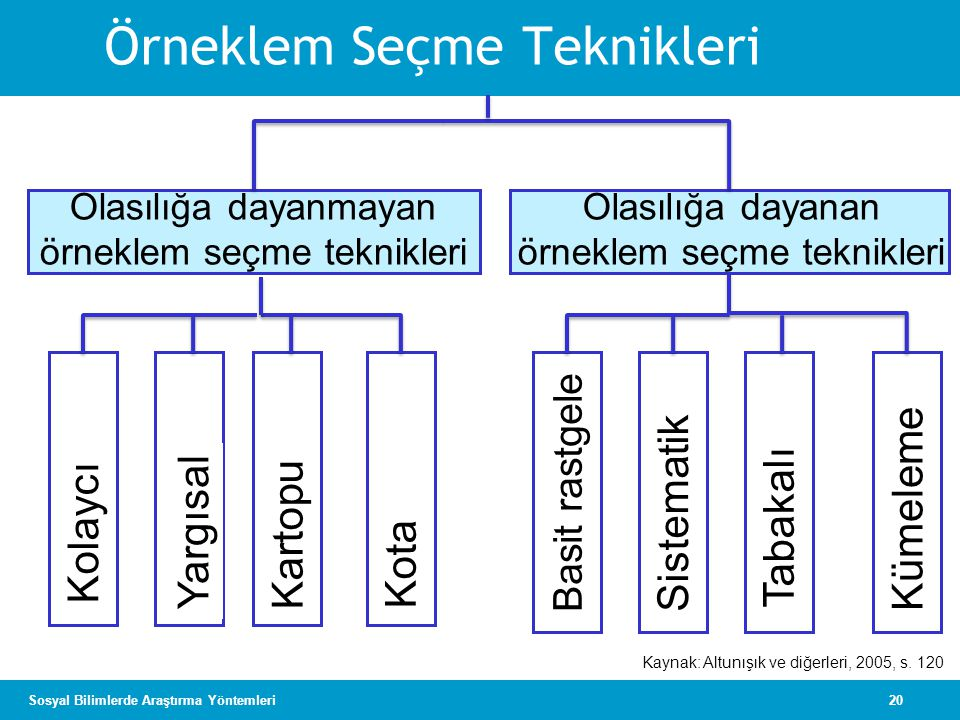 Örneklem Seçme Teknikleri
Olasılığa dayanmayan
örneklem seçme teknikleri
Olasılığa dayanan
örneklem seçme teknikleri
Kolaycı
Yargısal
Kartopu
Kota
Basit rastgele
Sistematik
Tabakalı
Kümeleme
Kaynak: Altunışık ve diğerleri, 2005, s. 120
Sosyal Bilimlerde Araştırma Yöntemleri 20